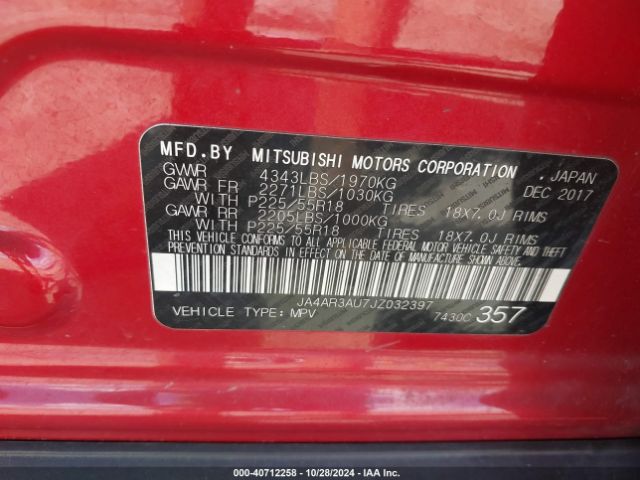 MFD.BY MITSUBISHI MOTORS CORPORATION , JAPAN
GVWR 4343LBS/1970KG DEC 2017
GAWR FR 2271LBS/1030KG
WITH P225/55R18 TIRES 18X7.0J RIMS
GAWR RR 2205LBS/1000KG
WITH P225/55R18 TIRES 18X7.0J RIMS
THIS VEHICLE CONFORMS TO ALL APPLICABLE FEDERAL MOTOR VEHICLE SAFETY AND THEFT
PREVENTION STANDARDS IN EFFECT ON THE DATE OF MANUFACTURE SHOWN ABOVE.
JA4AR3AU7JZ032397
VEHICLE TYPE: MPV 7430C 357
000-40712258 - 10/28/2024 - IAA Inc.